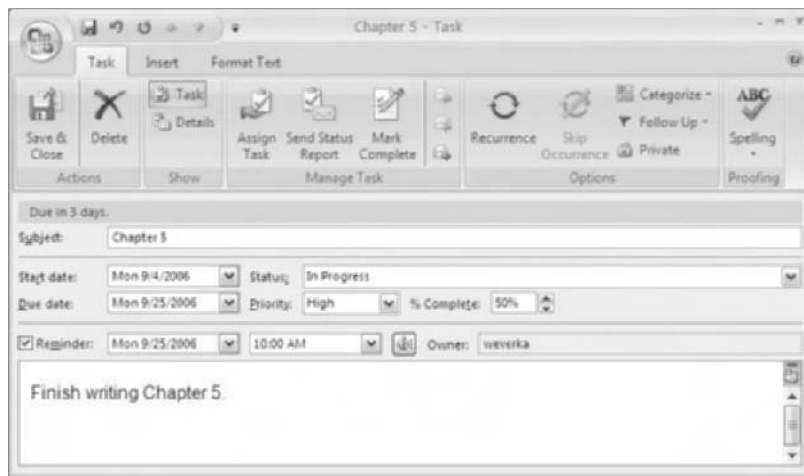 Chapter 5 - Task
Task Insert Format Text
Save & Close
Delete
Task
Details
Assign Task
Send Status Report
Mark Complete
Recurrence
Skip Occurrence
Categorize
Follow Up
Private
ABC
Spelling
Actions Show Manage Task Options Proofing
Due in 3 days.
Subject: Chapter 5
Start date: Mon 9/4/2006 Status: In Progress
Due date: Mon 9/25/2006 Priority: High % Complete: 50%
Reminder: Mon 9/25/2006 10:00 AM Owner: weverka
Finish writing Chapter 5.